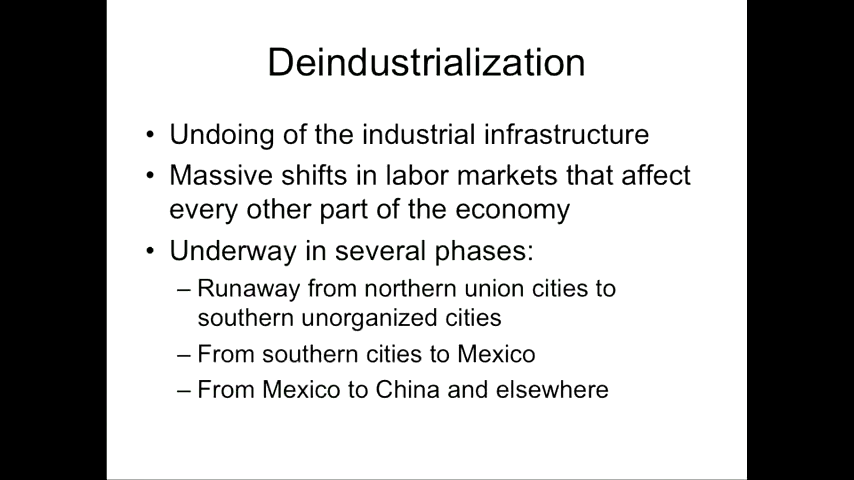 Deindustrialization
• Undoing of the industrial infrastructure
• Massive shifts in labor markets that affect
every other part of the economy
• Underway in several phases:
– Runaway from northern union cities to
southern unorganized cities
– From southern cities to Mexico
– From Mexico to China and elsewhere